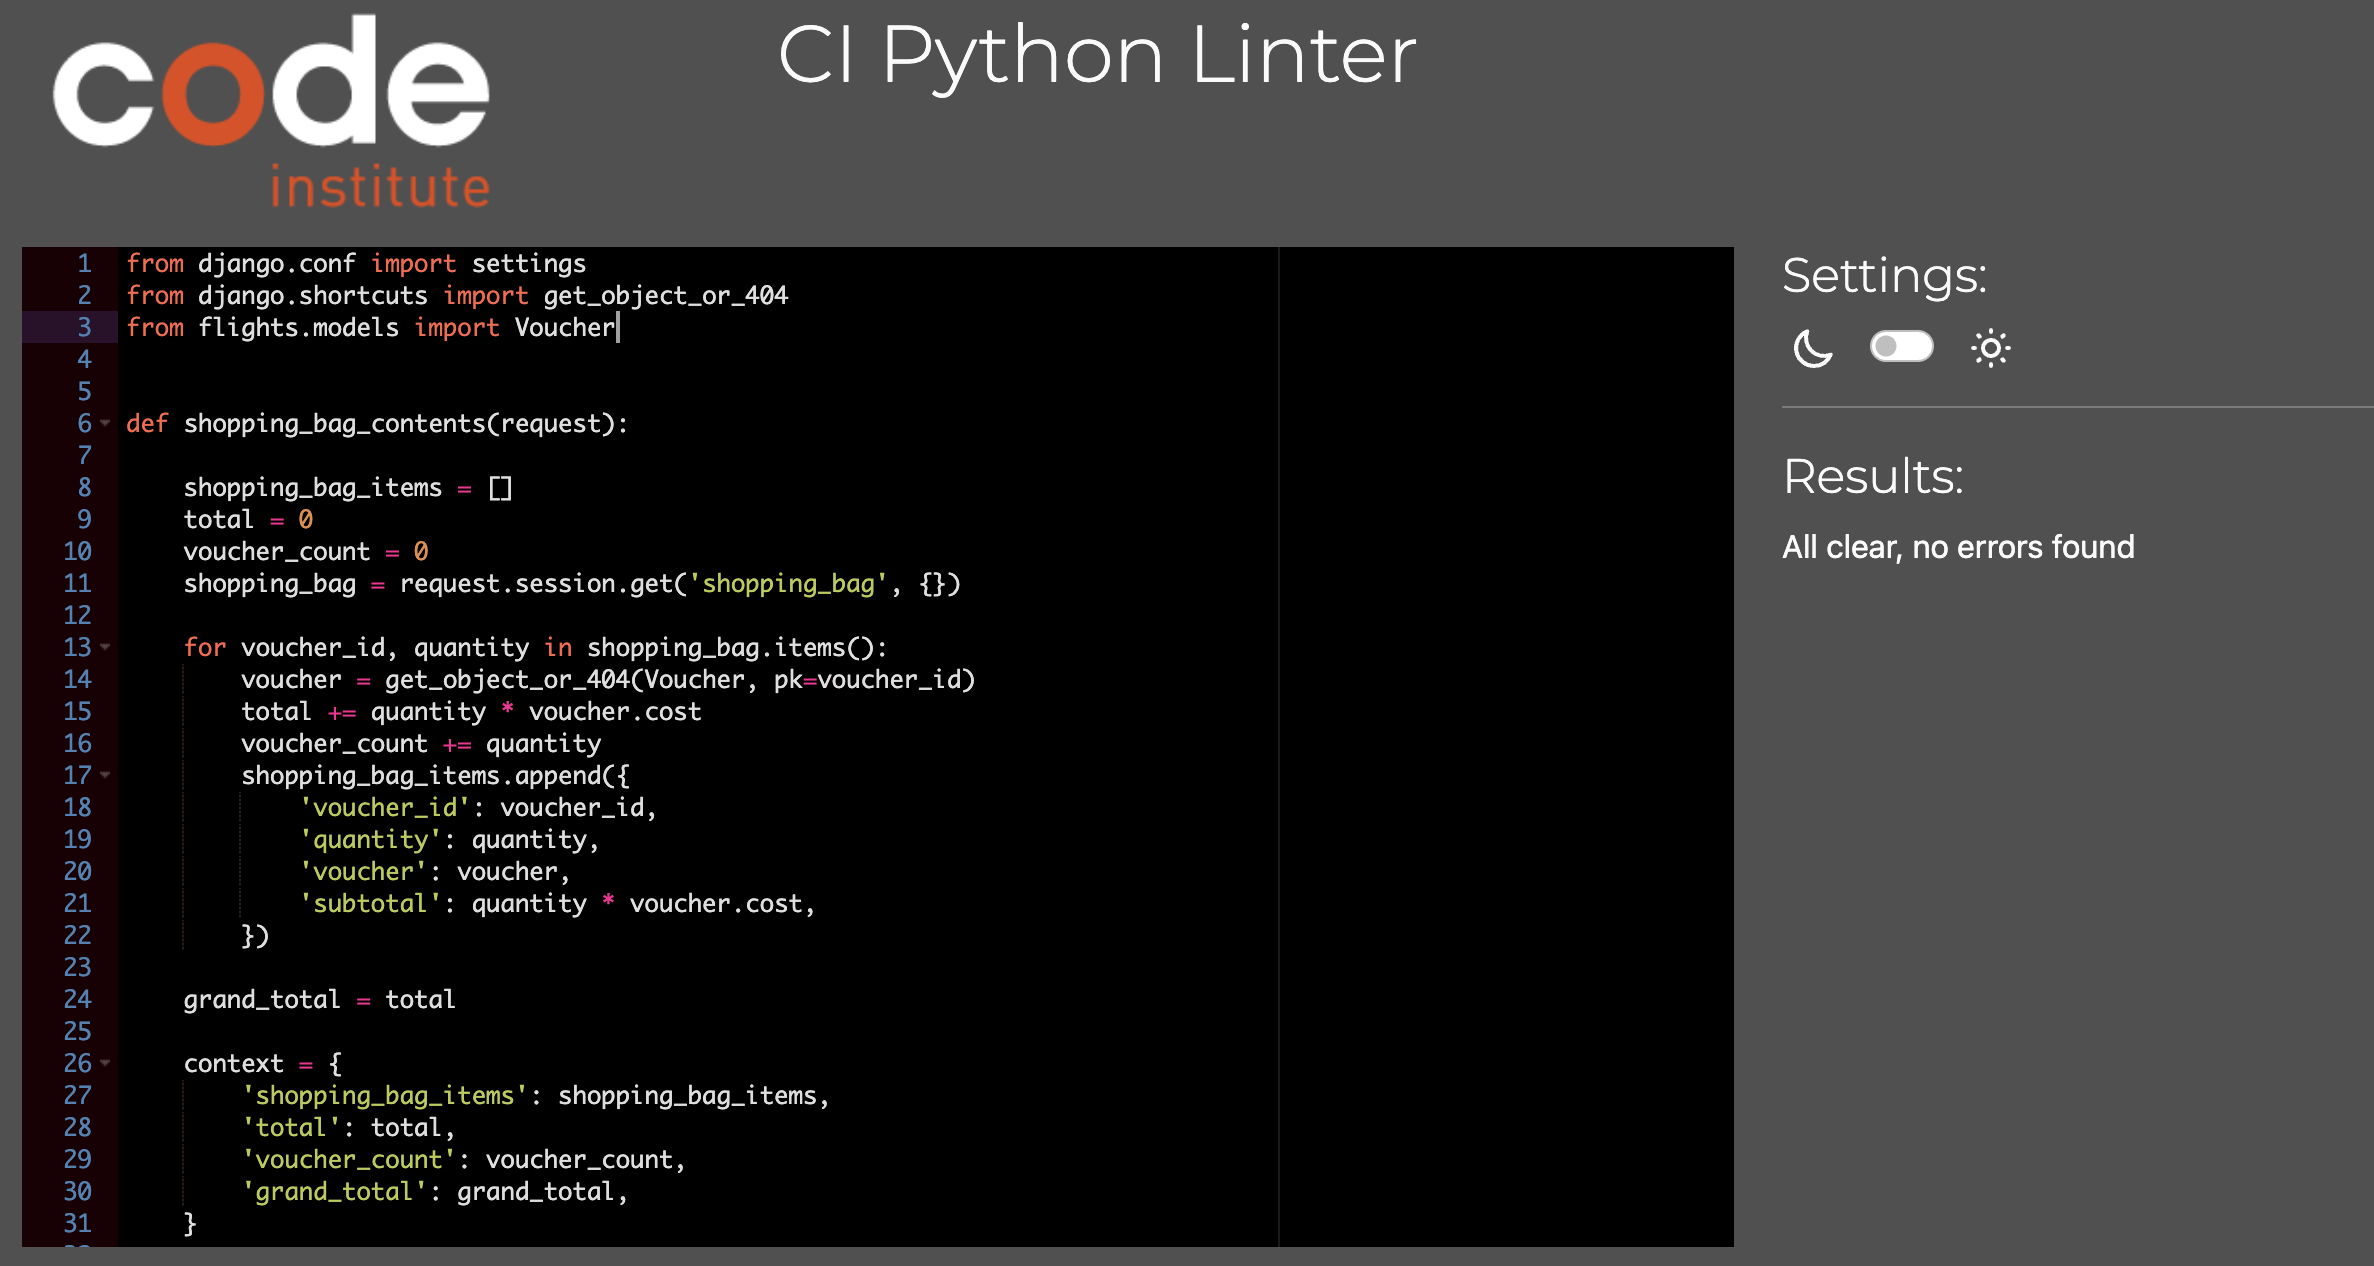 code
institute
CI Python Linter
1 from django.conf import settings
2 from django.shortcuts import get_object_or_404
3 from flights.models import Voucher
4
5
6 def shopping_bag_contents(request):
7
8     shopping_bag_items = []
9     total = 0
10     voucher_count = 0
11     shopping_bag = request.session.get('shopping_bag', {})
12
13     for voucher_id, quantity in shopping_bag.items():
14         voucher = get_object_or_404(Voucher, pk=voucher_id)
15         total += quantity * voucher.cost
16         voucher_count += quantity
17         shopping_bag_items.append({
18             'voucher_id': voucher_id,
19             'quantity': quantity,
20             'voucher': voucher,
21             'subtotal': quantity * voucher.cost,
22         })
23
24     grand_total = total
25
26     context = {
27         'shopping_bag_items': shopping_bag_items,
28         'total': total,
29         'voucher_count': voucher_count,
30         'grand_total': grand_total,
31     }
Settings:
Results:
All clear, no errors found